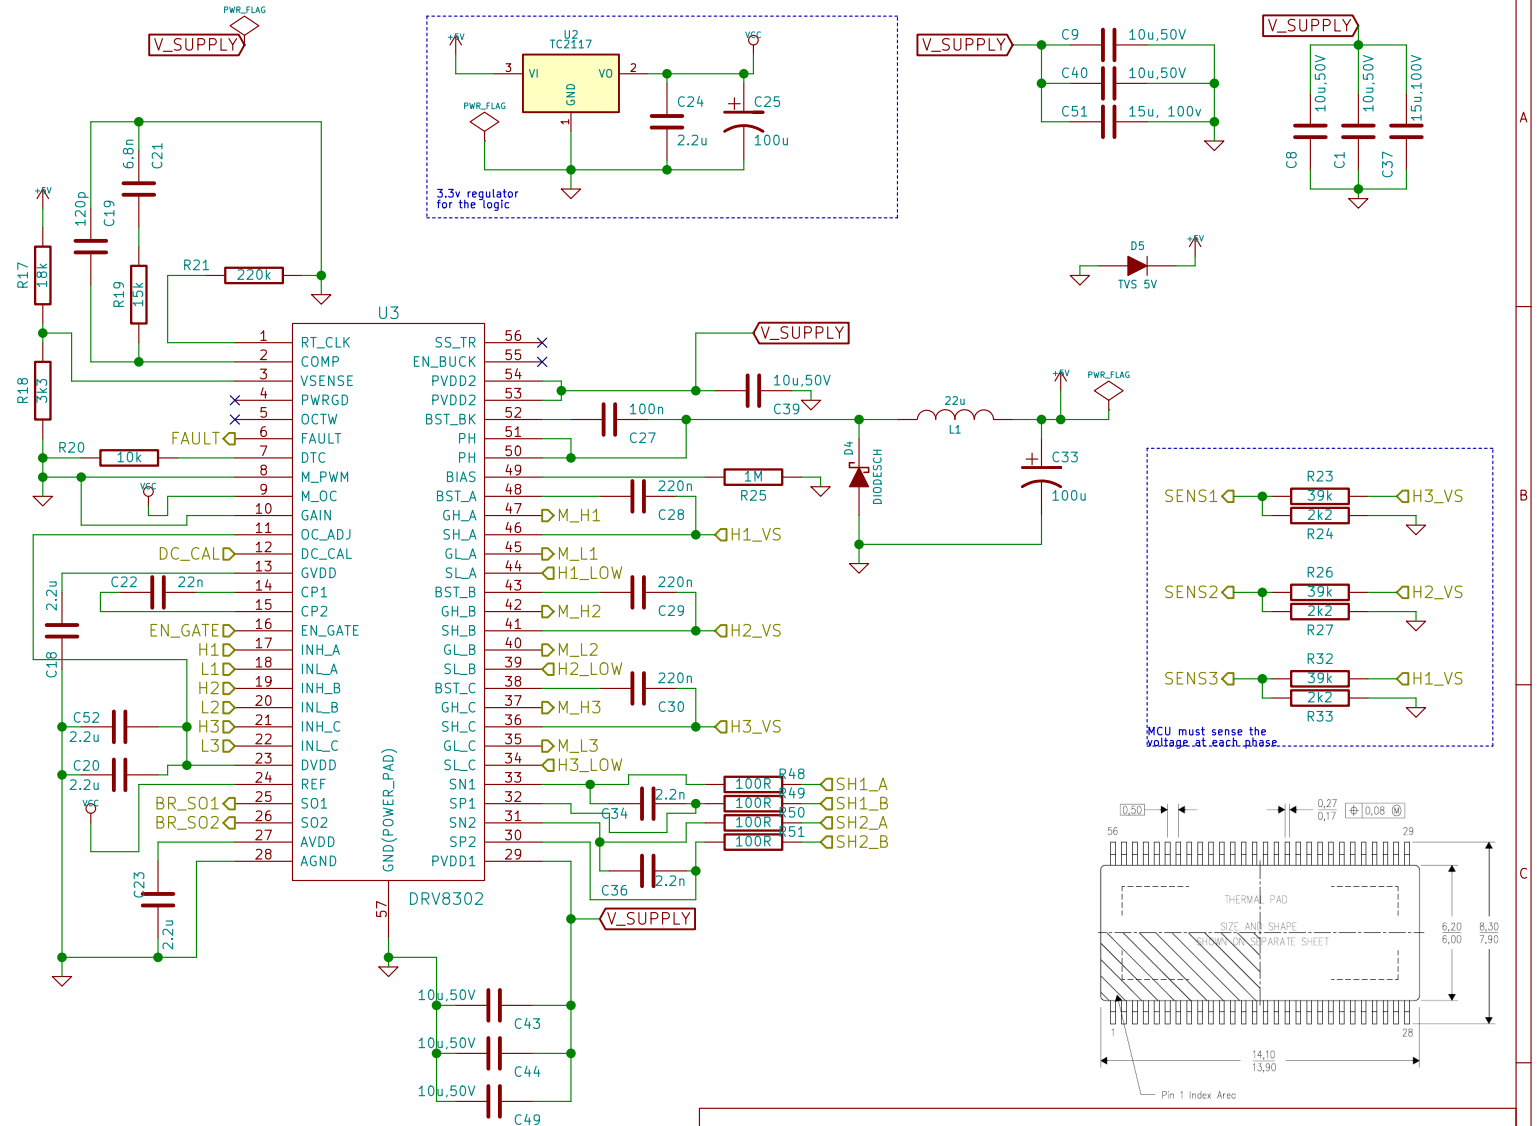 PWR_FLAG
V_SUPPLY
+5V
U2
TC2117
VCC
3
VI
VO
2
GND
1
PWR_FLAG
C24
2.2u
C25
100u
3.3v regulator
for the logic
V_SUPPLY
C9
10u,50V
C40
10u,50V
C51
15u, 100v
V_SUPPLY
10u,50V
10u,50V
15u,100V
C8
C1
C37
A
D5
+5V
TVS 5V
6.8n
C21
120p
C19
+5V
R17
18k
R19
15k
R21
220k
R18
3k3
U3
1
RT_CLK
2
COMP
3
VSENSE
4
PWRGD
5
OCTW
FAULT
6
FAULT
R20
10k
7
DTC
8
M_PWM
VCC
9
M_OC
10
GAIN
11
OC_ADJ
DC_CAL
12
DC_CAL
13
GVDD
C22
22n
14
CP1
15
CP2
2.2u
C18
EN_GATE
16
EN_GATE
H1
17
INH_A
L1
18
INL_A
H2
19
INH_B
L2
20
INL_B
H3
21
INH_C
L3
22
INL_C
C52
2.2u
23
DVDD
C20
2.2u
24
REF
VCC
BR_SO1
25
SO1
BR_SO2
26
SO2
27
AVDD
28
AGND
C23
2.2u
GND(POWER_PAD)
57
DRV8302
SS_TR
56
EN_BUCK
55
PVDD2
54
PVDD2
53
BST_BK
52
PH
51
PH
50
BIAS
49
BST_A
48
GH_A
47
M_H1
SH_A
46
H1_VS
GL_A
45
M_L1
SL_A
44
H1_LOW
BST_B
43
GH_B
42
M_H2
SH_B
41
H2_VS
GL_B
40
M_L2
SL_B
39
H2_LOW
BST_C
38
GH_C
37
M_H3
SH_C
36
H3_VS
GL_C
35
M_L3
SL_C
34
H3_LOW
SN1
33
SP1
32
SN2
31
SP2
30
PVDD1
29
V_SUPPLY
10u,50V
C39
100n
C27
1M
R25
220n
C28
220n
C29
220n
C30
22u
L1
+5V
PWR_FLAG
D4
DIODESCH
C33
100u
R48
100R
SH1_A
R49
100R
SH1_B
R50
100R
SH2_A
R51
100R
SH2_B
2.2n
C34
2.2n
C36
V_SUPPLY
10u,50V
C43
10u,50V
C44
10u,50V
C49
B
SENS1
R23
39k
H3_VS
2k2
R24
SENS2
R26
39k
H2_VS
2k2
R27
SENS3
R32
39k
H1_VS
2k2
R33
MCU must sense the
voltage at each phase
0,50
0,27
0,17
0,08 M
56
29
C
THERMAL PAD
SIZE AND SHAPE
SHOWN ON SEPARATE SHEET
6,20
6,00
8,30
7,90
1
28
14,10
13,90
Pin 1 Index Area